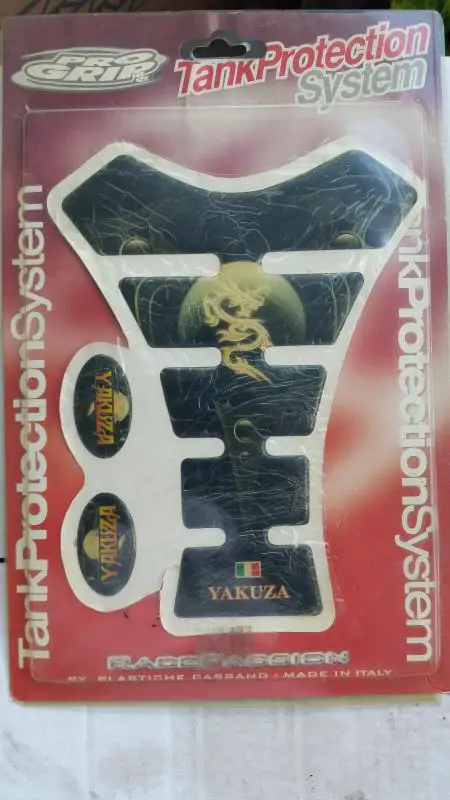 PRO
GRIP
TankProtection
System
TankProtectionSystem
TankProtectionSystem
YAKUZA
YAKUZA
YAKUZA
RACEPASSION
BY PLASTICHE CASSANO - MADE IN ITALY